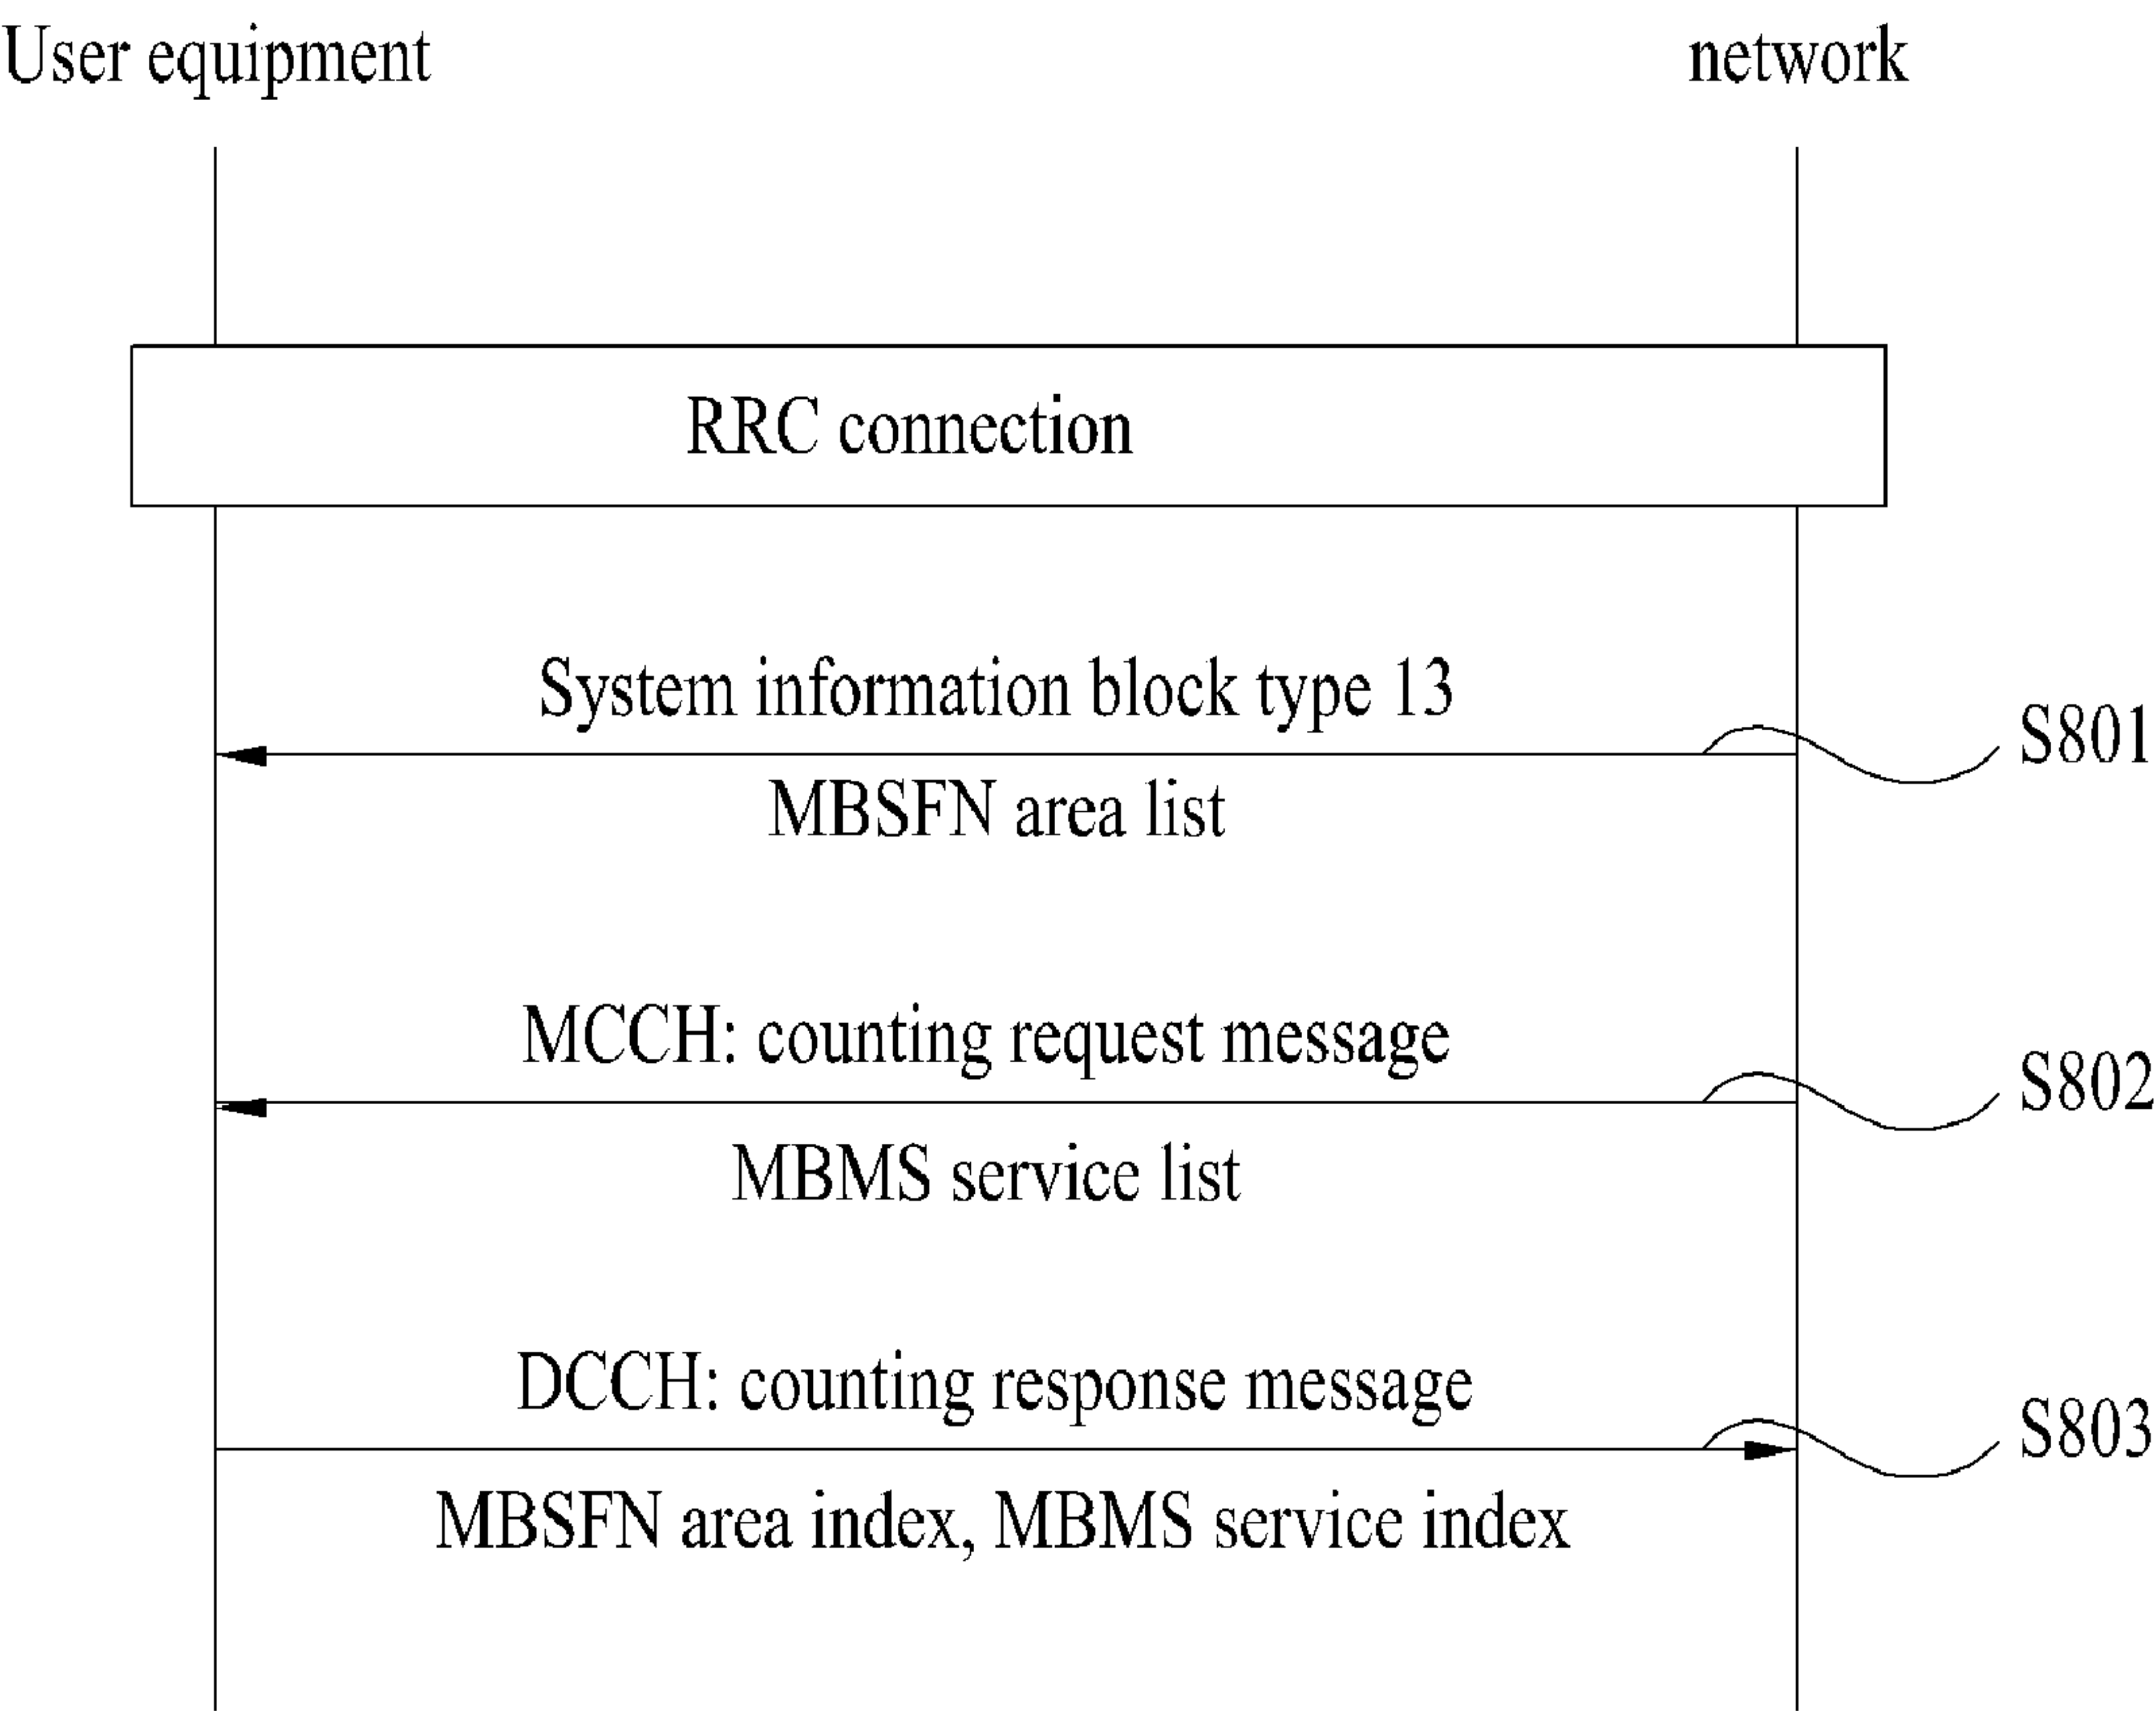 User equipment
network
RRC connection
System information block type 13
S801
MBSFN area list
MCCH: counting request message
S802
MBMS service list
DCCH: counting response message
S803
MBSFN area index, MBMS service index